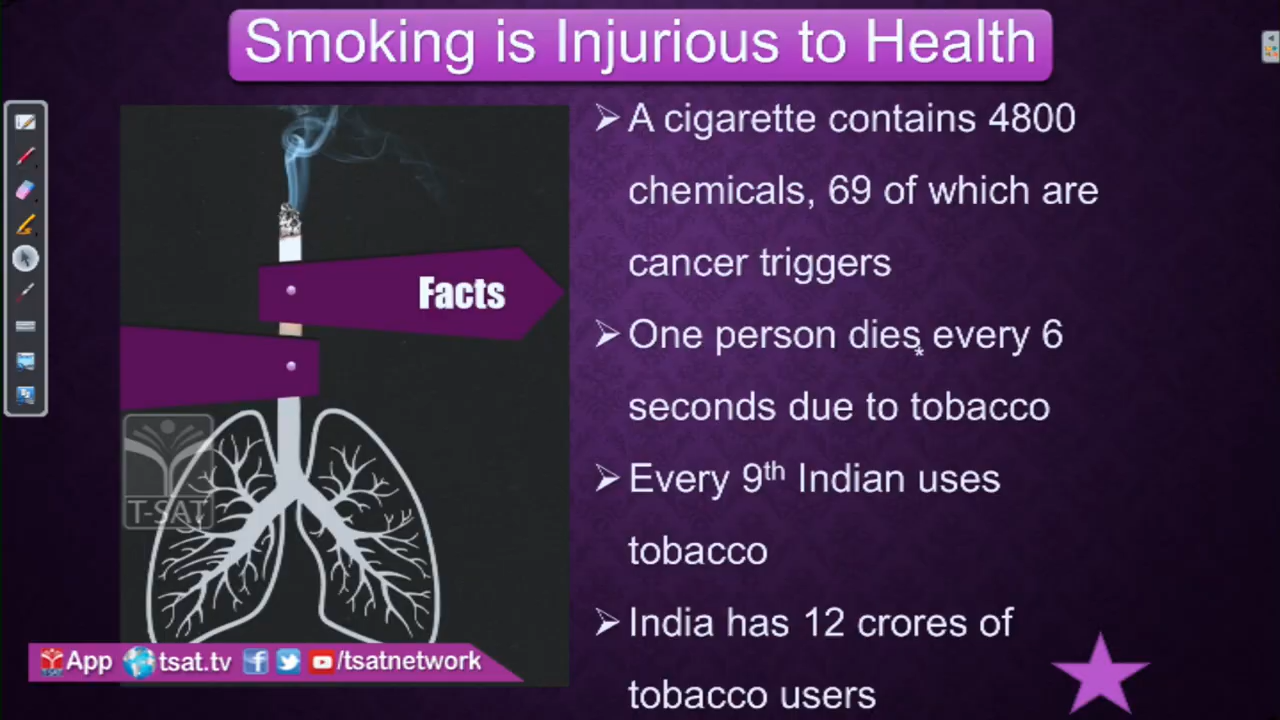 Smoking is Injurious to Health
A cigarette contains 4800
chemicals, 69 of which are
cancer triggers
One person dies every 6
seconds due to tobacco
Every 9th Indian uses
tobacco
India has 12 crores of
tobacco users
Facts
T-SAT
App tsat.tv /tsatnetwork